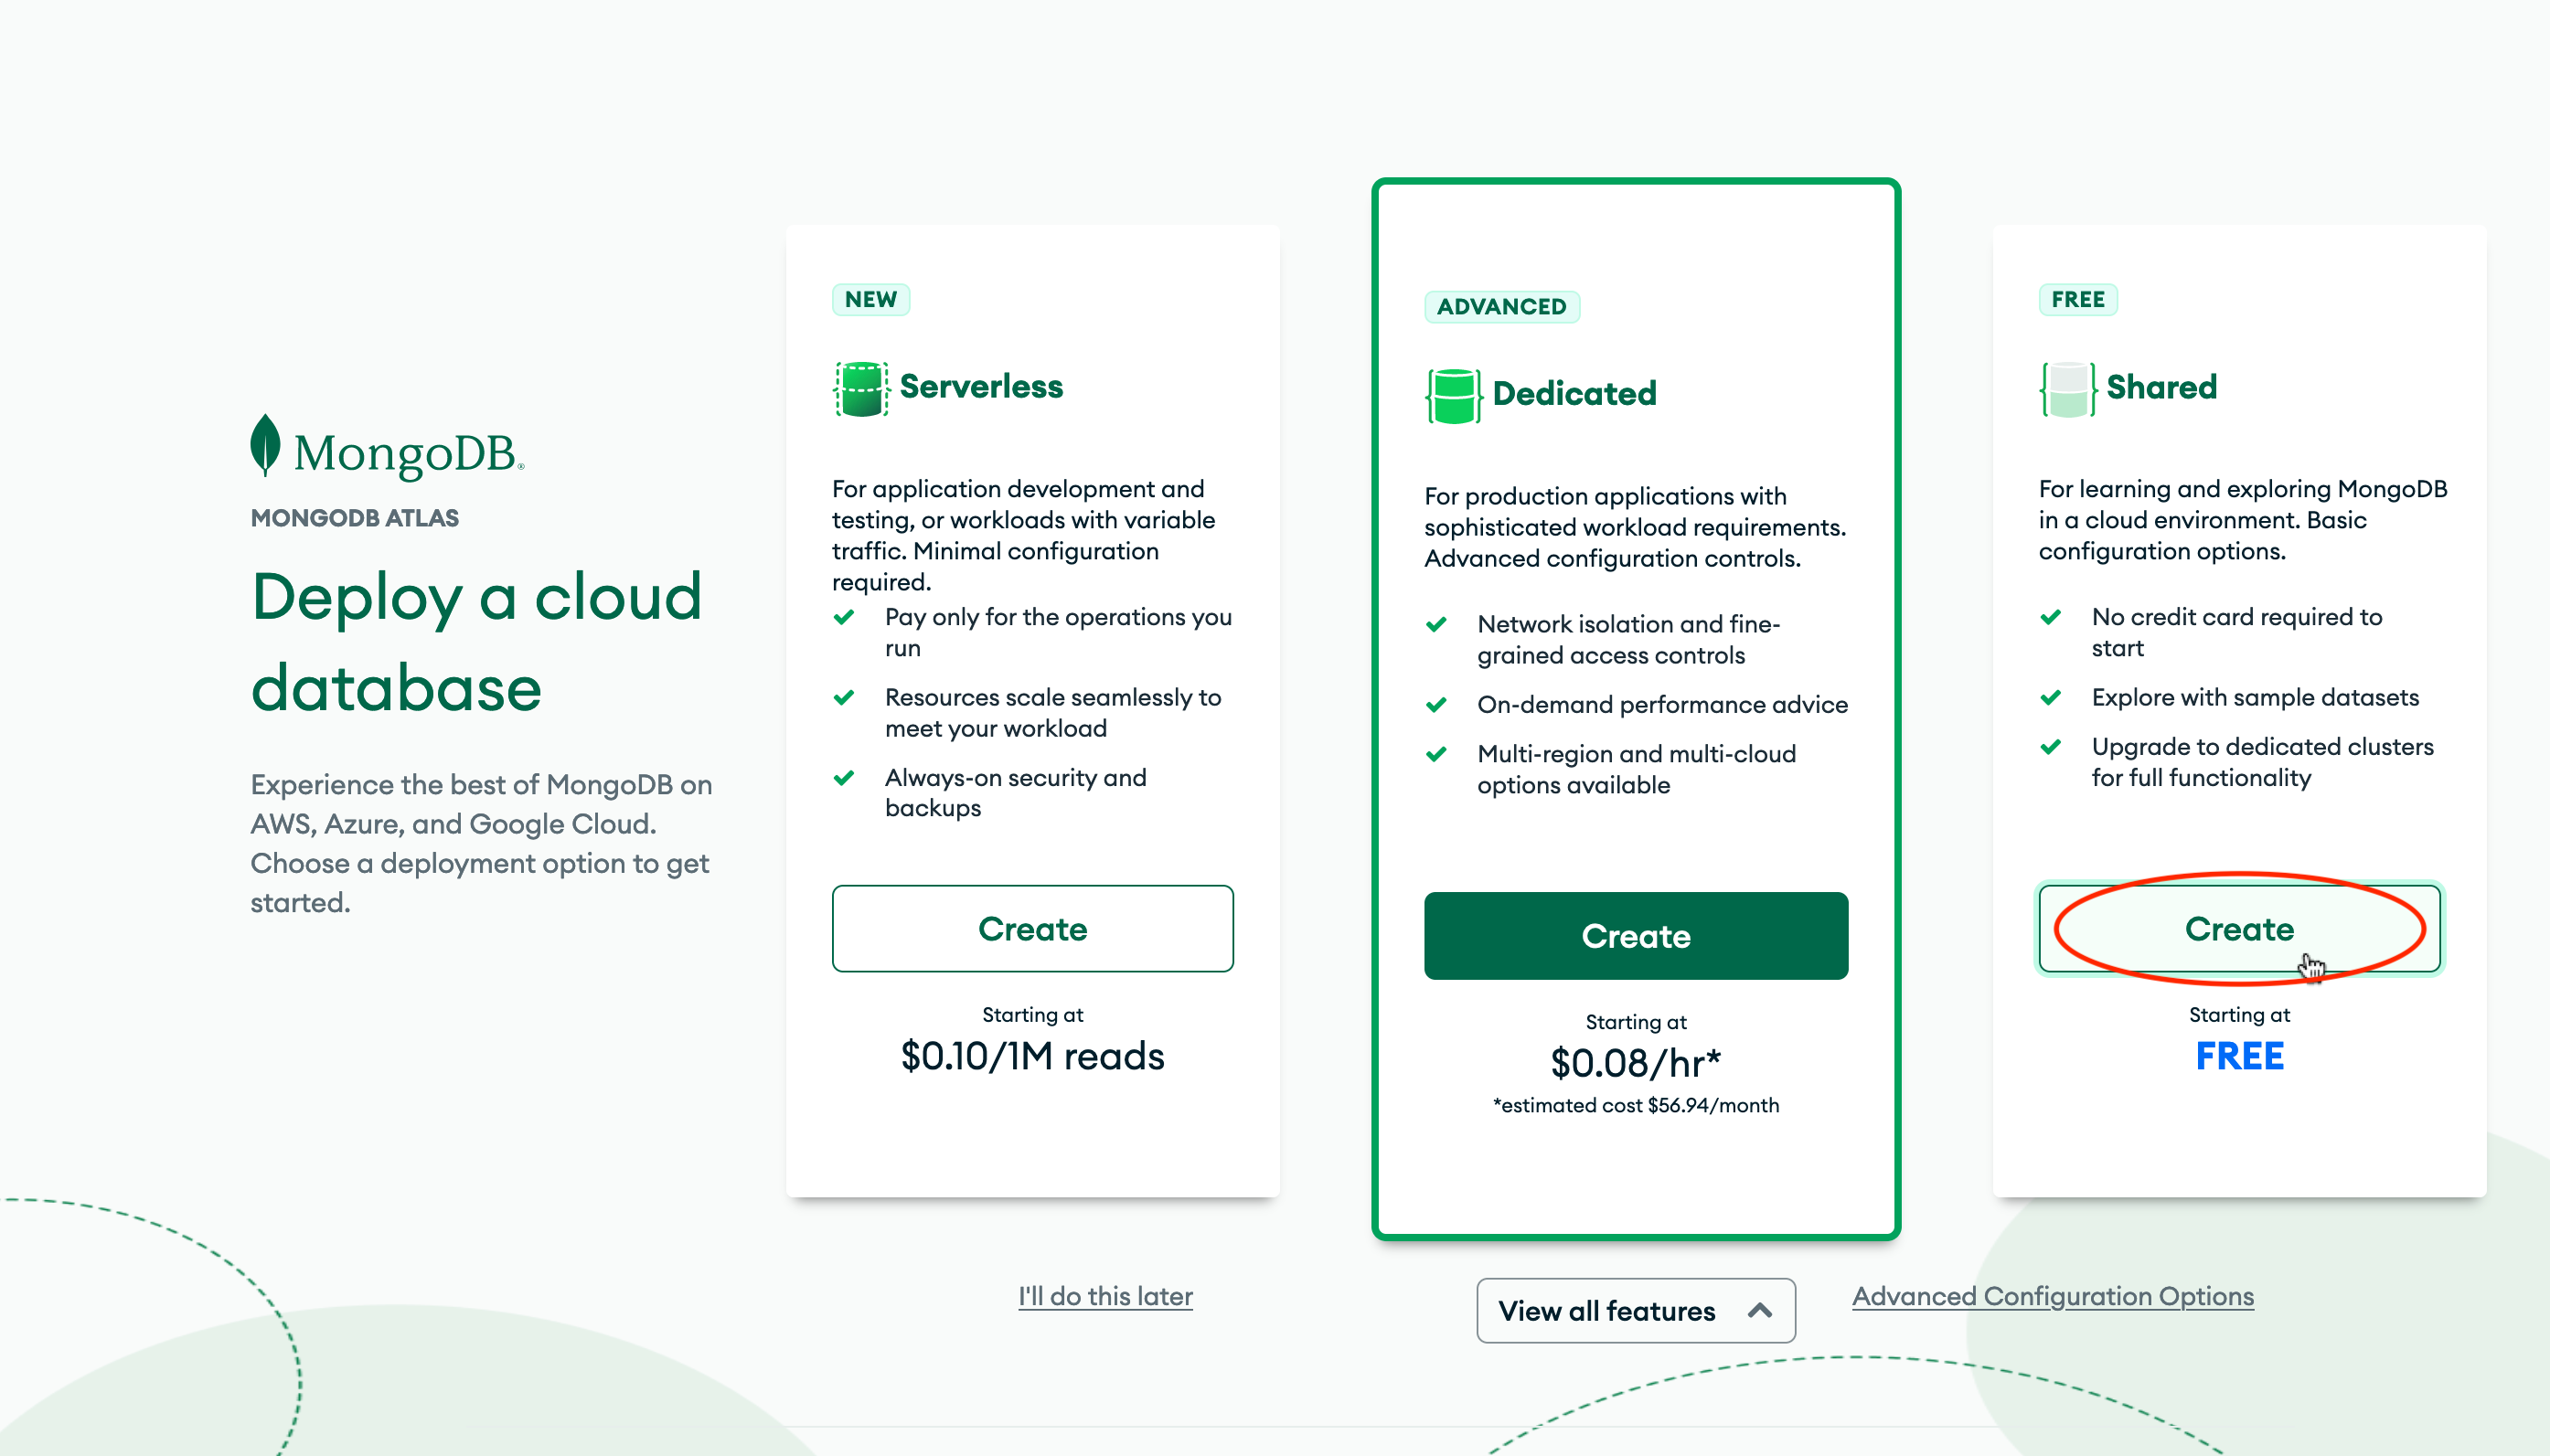 MongoDB®
MONGODB ATLAS
Deploy a cloud
database
Experience the best of MongoDB on
AWS, Azure, and Google Cloud.
Choose a deployment option to get
started.
NEW
Serverless
For application development and
testing, or workloads with variable
traffic. Minimal configuration
required.
Pay only for the operations you
run
Resources scale seamlessly to
meet your workload
Always-on security and
backups
Create
Starting at
$0.10/1M reads
ADVANCED
Dedicated
For production applications with
sophisticated workload requirements.
Advanced configuration controls.
Network isolation and fine-
grained access controls
On-demand performance advice
Multi-region and multi-cloud
options available
Create
Starting at
$0.08/hr*
*estimated cost $56.94/month
FREE
Shared
For learning and exploring MongoDB
in a cloud environment. Basic
configuration options.
No credit card required to
start
Explore with sample datasets
Upgrade to dedicated clusters
for full functionality
Create
Starting at
FREE
I'll do this later
View all features
Advanced Configuration Options